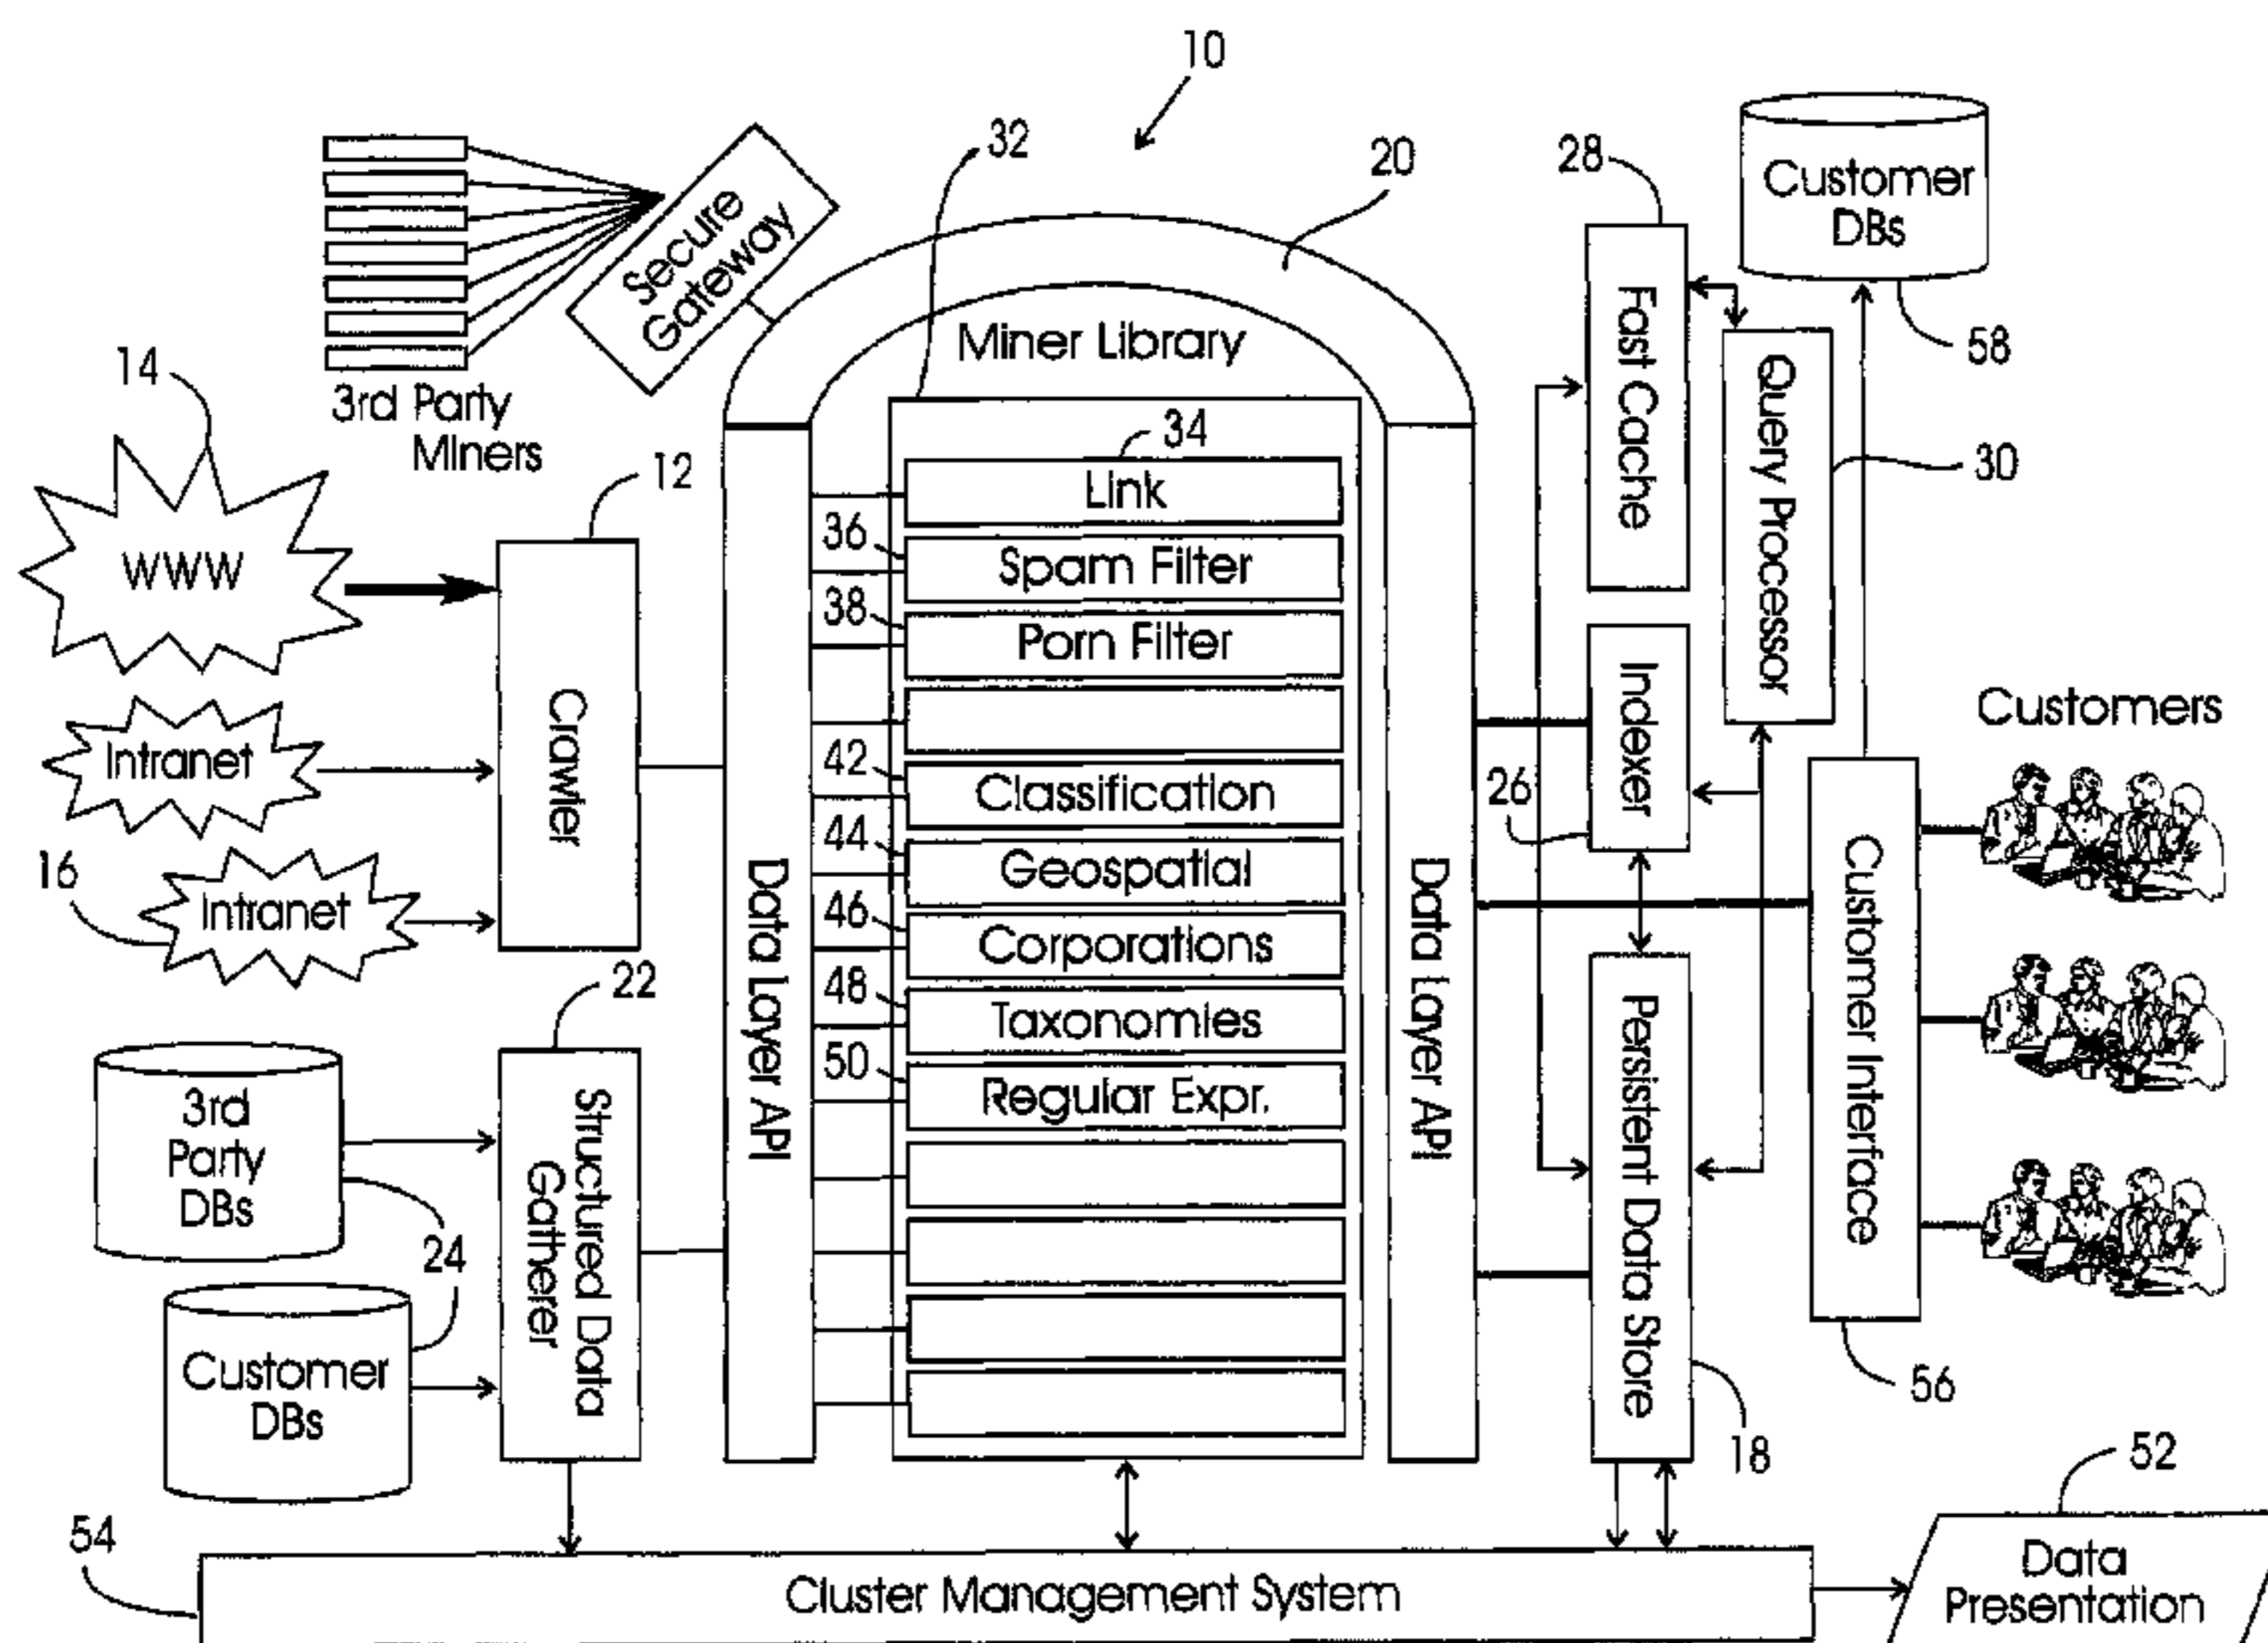 10
32
20
28
Customer
DBs
58
Secure
Gateway
3rd Party
Miners
14
WWW
12
Crawler
Intranet
16
Intranet
22
Structured Data
Gatherer
3rd
Party
DBs
24
Customer
DBs
Miner Library
Data Layer API
34
Link
36
Spam Filter
38
Porn Filter
42
Classification
44
Geospatial
46
Corporations
48
Taxonomies
50
Regular Expr.
Data Layer API
Fast Cache
Query Processor
30
Indexer
26
Persistent Data Store
18
Customer Interface
56
Customers
54
Cluster Management System
52
Data
Presentation